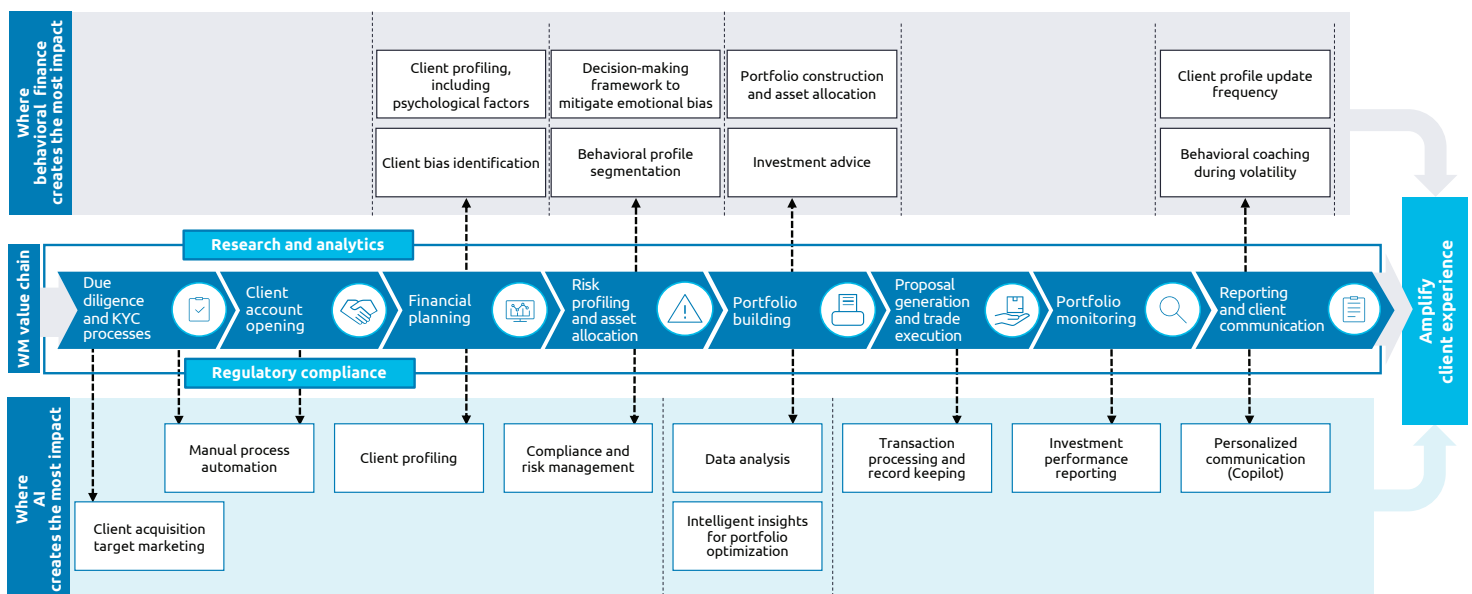 Where
behavioral finance
creates the most impact
Client profiling,
including
psychological factors
Decision-making
framework to
mitigate emotional bias
Portfolio construction
and asset allocation
Client profile update
frequency
Client bias identification
Behavioral profile
segmentation
Investment advice
Behavioral coaching
during volatility
WM value chain
Research and analytics
Due
diligence
and KYC
processes
Client
account
opening
Financial
planning
Risk
profiling
and asset
allocation
Portfolio
building
Proposal
generation
and trade
execution
Portfolio
monitoring
Reporting
and client
communication
Regulatory compliance
Amplify
client experience
Where
AI
creates the most impact
Manual process
automation
Client profiling
Compliance and
risk management
Data analysis
Transaction
processing and
record keeping
Investment
performance
reporting
Personalized
communication
(Copilot)
Client acquisition
target marketing
Intelligent insights
for portfolio
optimization